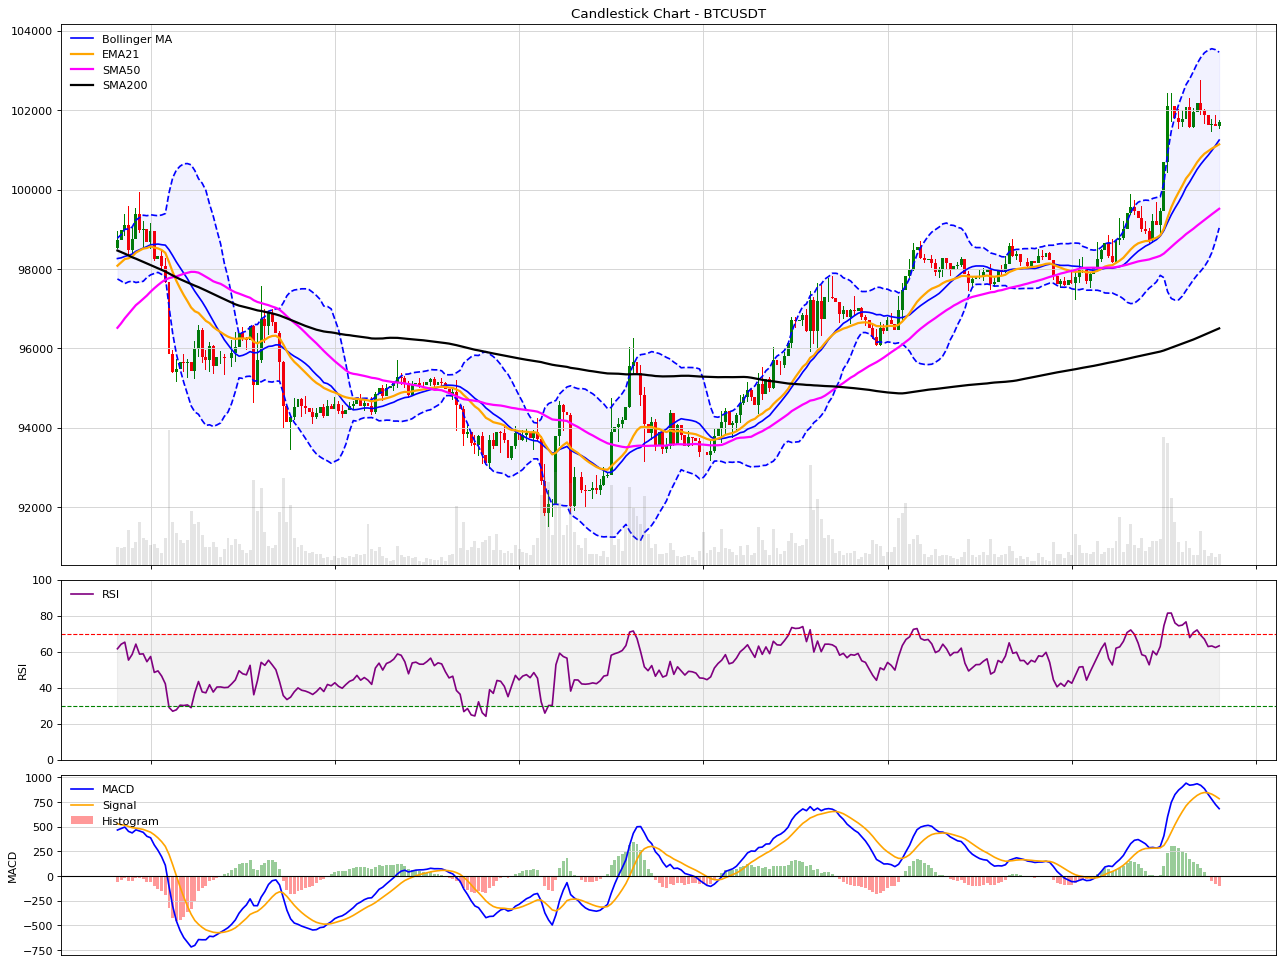 Candlestick Chart - BTCUSDT
104000
102000
100000
98000
96000
94000
92000
Bollinger MA
EMA21
SMA50
SMA200
100
80
60
40
20
0
RSI
RSI
1000
750
500
250
0
−250
−500
−750
MACD
MACD
Signal
Histogram